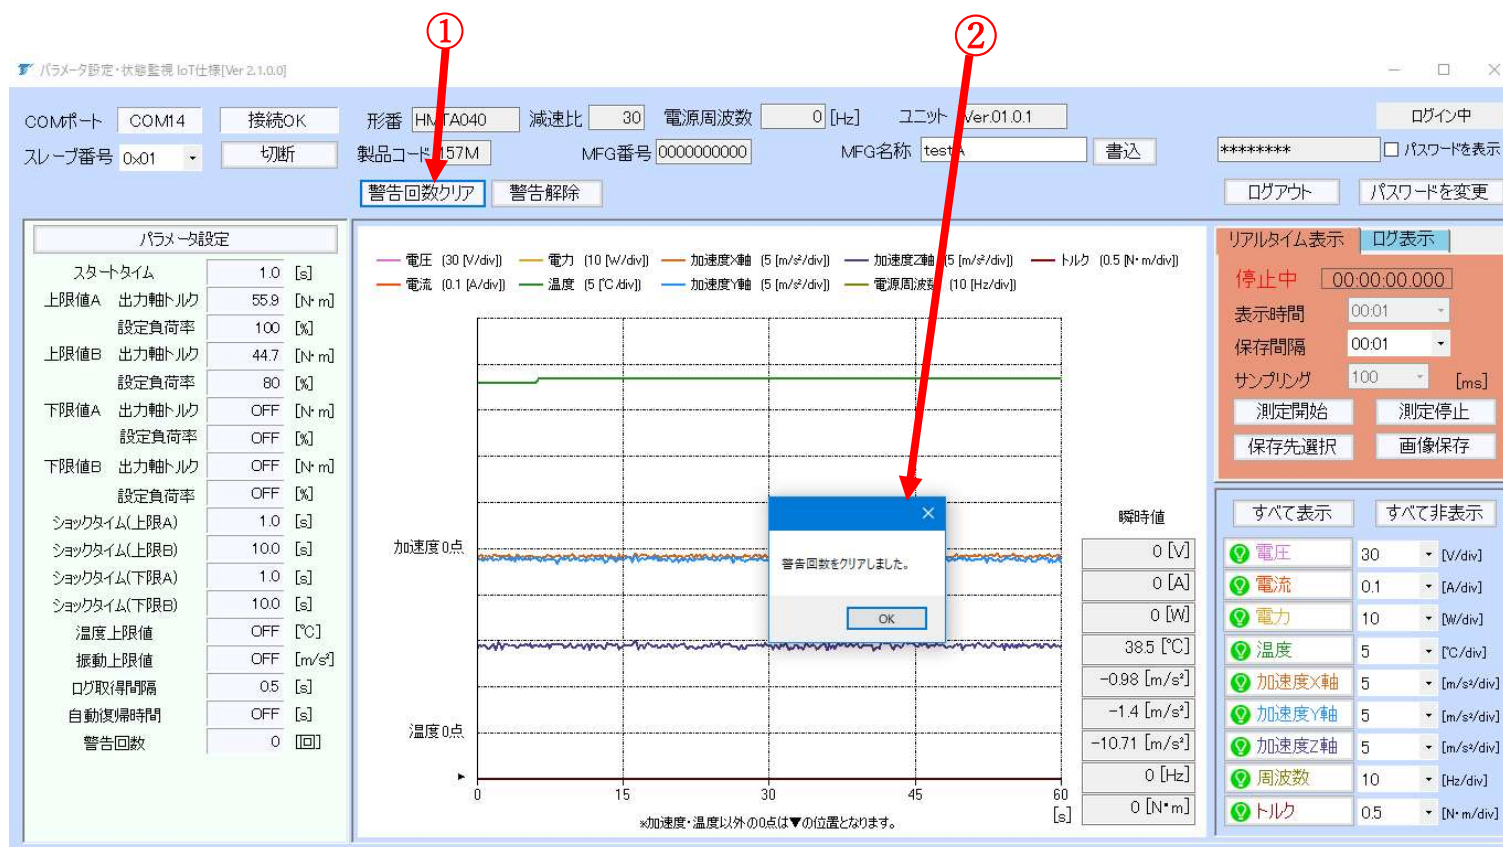 ① ②
パラメータ設定・状態監視 IoT仕様[Ver 2.1.0.0]
COMポート COM14 接続OK 形番 HMTA040 減速比 30 電源周波数 0 [Hz] ユニット Ver.01.0.1 ログイン中
スレーブ番号 0x01 切断 製品コード 157M MFG番号 0000000000 MFG名称 testA 書込 ******** パスワードを表示
警告回数クリア 警告解除 ログアウト パスワードを変更
パラメータ設定
スタートタイム 1.0 [s]
上限値A 出力軸トルク 55.9 [N・m]
設定負荷率 100 [%]
上限値B 出力軸トルク 44.7 [N・m]
設定負荷率 80 [%]
下限値A 出力軸トルク OFF [N・m]
設定負荷率 OFF [%]
下限値B 出力軸トルク OFF [N・m]
設定負荷率 OFF [%]
ショックタイム(上限A) 1.0 [s]
ショックタイム(上限B) 10.0 [s]
ショックタイム(下限A) 1.0 [s]
ショックタイム(下限B) 10.0 [s]
温度上限値 OFF [℃]
振動上限値 OFF [m/s²]
ログ取得間隔 0.5 [s]
自動復帰時間 OFF [s]
警告回数 0 [回]
電圧 (30 [V/div]) 電力 (10 [W/div]) 加速度X軸 (5 [m/s²/div]) 加速度Z軸 (5 [m/s²/div]) トルク (0.5 [N・m/div])
電流 (0.1 [A/div]) 温度 (5 [℃/div]) 加速度Y軸 (5 [m/s²/div]) 電源周波数 (10 [Hz/div])
加速度0点
温度0点
0 15 30 45 60
[s]
※加速度・温度以外の0点は▼の位置となります。
警告回数をクリアしました。
OK
瞬時値
0 [V]
0 [A]
0 [W]
38.5 [℃]
-0.98 [m/s²]
-1.4 [m/s²]
-10.71 [m/s²]
0 [Hz]
0 [N・m]
リアルタイム表示 ログ表示
停止中 00:00:00.000
表示時間 00:01
保存間隔 00:01
サンプリング 100 [ms]
測定開始 測定停止
保存先選択 画像保存
すべて表示 すべて非表示
電圧 30 [V/div]
電流 0.1 [A/div]
電力 10 [W/div]
温度 5 [℃/div]
加速度X軸 5 [m/s²/div]
加速度Y軸 5 [m/s²/div]
加速度Z軸 5 [m/s²/div]
周波数 10 [Hz/div]
トルク 0.5 [N・m/div]